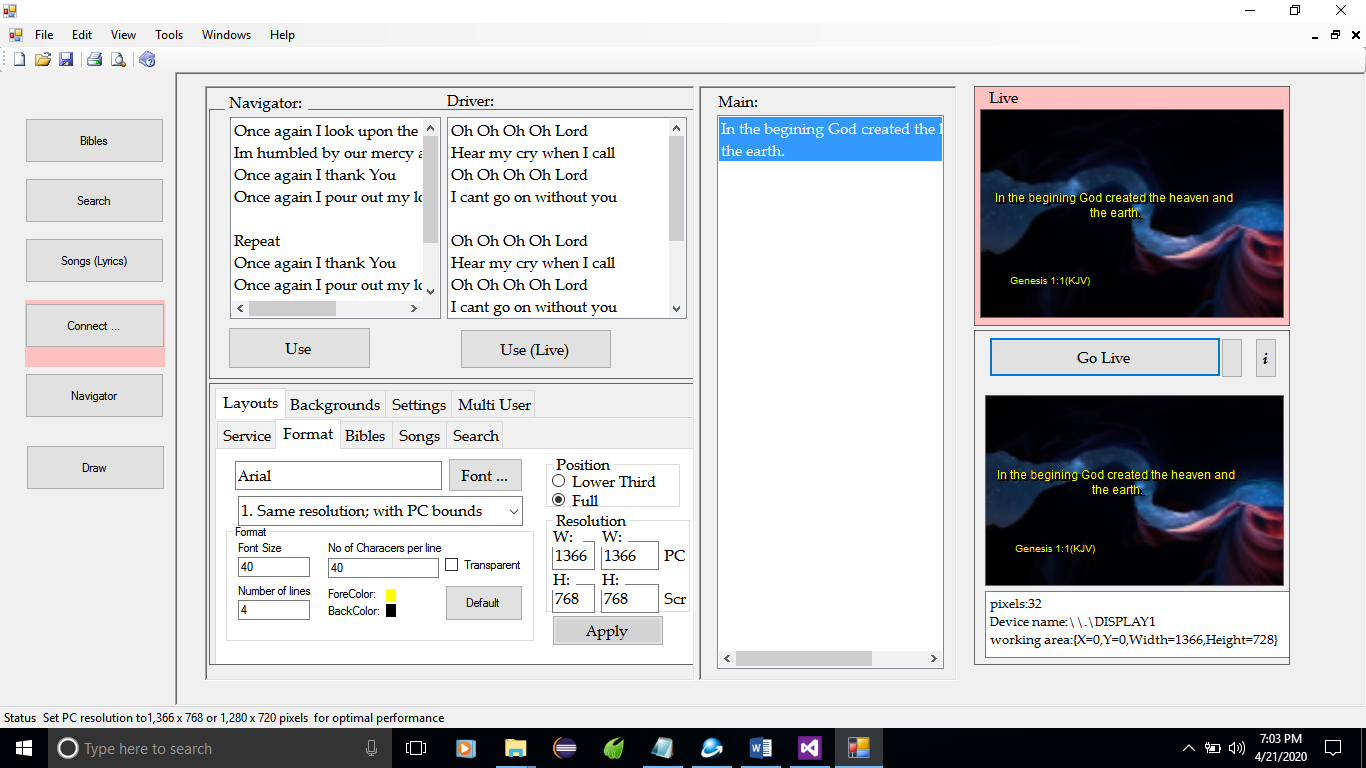 File Edit View Tools Windows Help
Bibles
Search
Songs (Lyrics)
Connect ...
Navigator
Draw
Navigator:
Once again I look upon the
Im humbled by our mercy a
Once again I thank You
Once again I pour out my lo
Repeat
Once again I thank You
Once again I pour out my lo
Use
Driver:
Oh Oh Oh Oh Lord
Hear my cry when I call
Oh Oh Oh Oh Lord
I cant go on without you
Oh Oh Oh Oh Lord
Hear my cry when I call
Oh Oh Oh Oh Lord
I cant go on without you
Use (Live)
Layouts Backgrounds Settings Multi User
Service Format Bibles Songs Search
Arial
Font ...
1. Same resolution; with PC bounds
Format
Font Size
40
No of Characers per line
40
Transparent
Number of lines
4
ForeColor:
BackColor:
Default
Position
Lower Third
Full
Resolution
W: W:
1366 1366 PC
H: H:
768 768 Scr
Apply
Main:
In the begining God created the
the earth.
Live
In the begining God created the heaven and
the earth.
Genesis 1:1(KJV)
Go Live
i
In the begining God created the heaven and
the earth.
Genesis 1:1(KJV)
pixels:32
Device name:\\.\DISPLAY1
working area:{X=0,Y=0,Width=1366,Height=728}
Status Set PC resolution to1,366 x 768 or 1,280 x 720 pixels for optimal performance
Type here to search
7:03 PM
4/21/2020